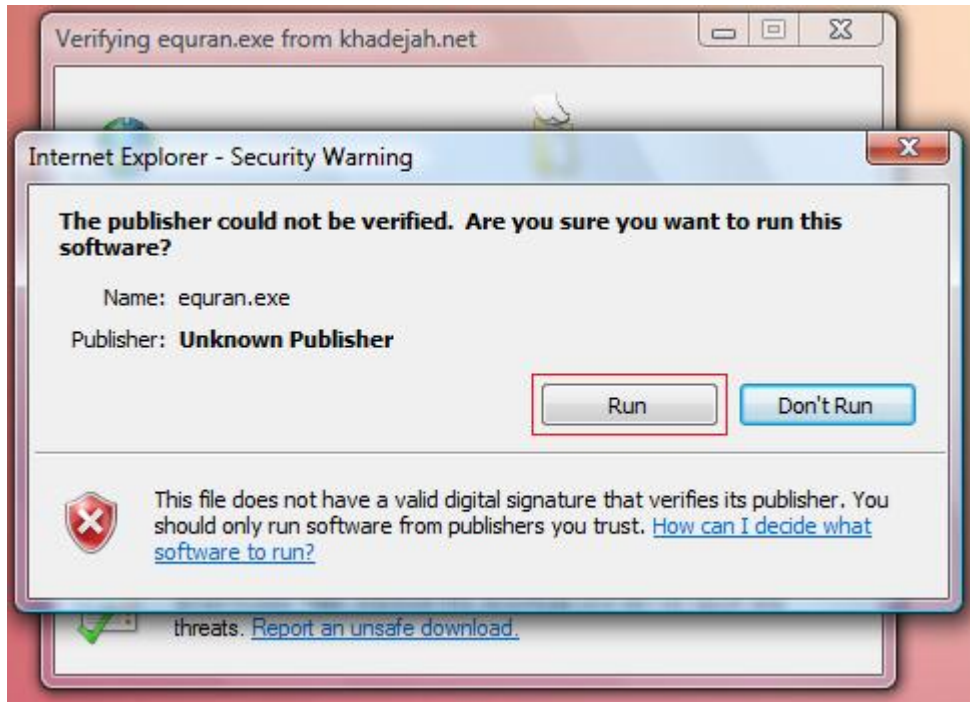 Verifying equran.exe from khadejah.net
Internet Explorer - Security Warning
The publisher could not be verified. Are you sure you want to run this
software?
Name: equran.exe
Publisher: Unknown Publisher
Run
Don't Run
This file does not have a valid digital signature that verifies its publisher. You
should only run software from publishers you trust. How can I decide what
software to run?
threats. Report an unsafe download.